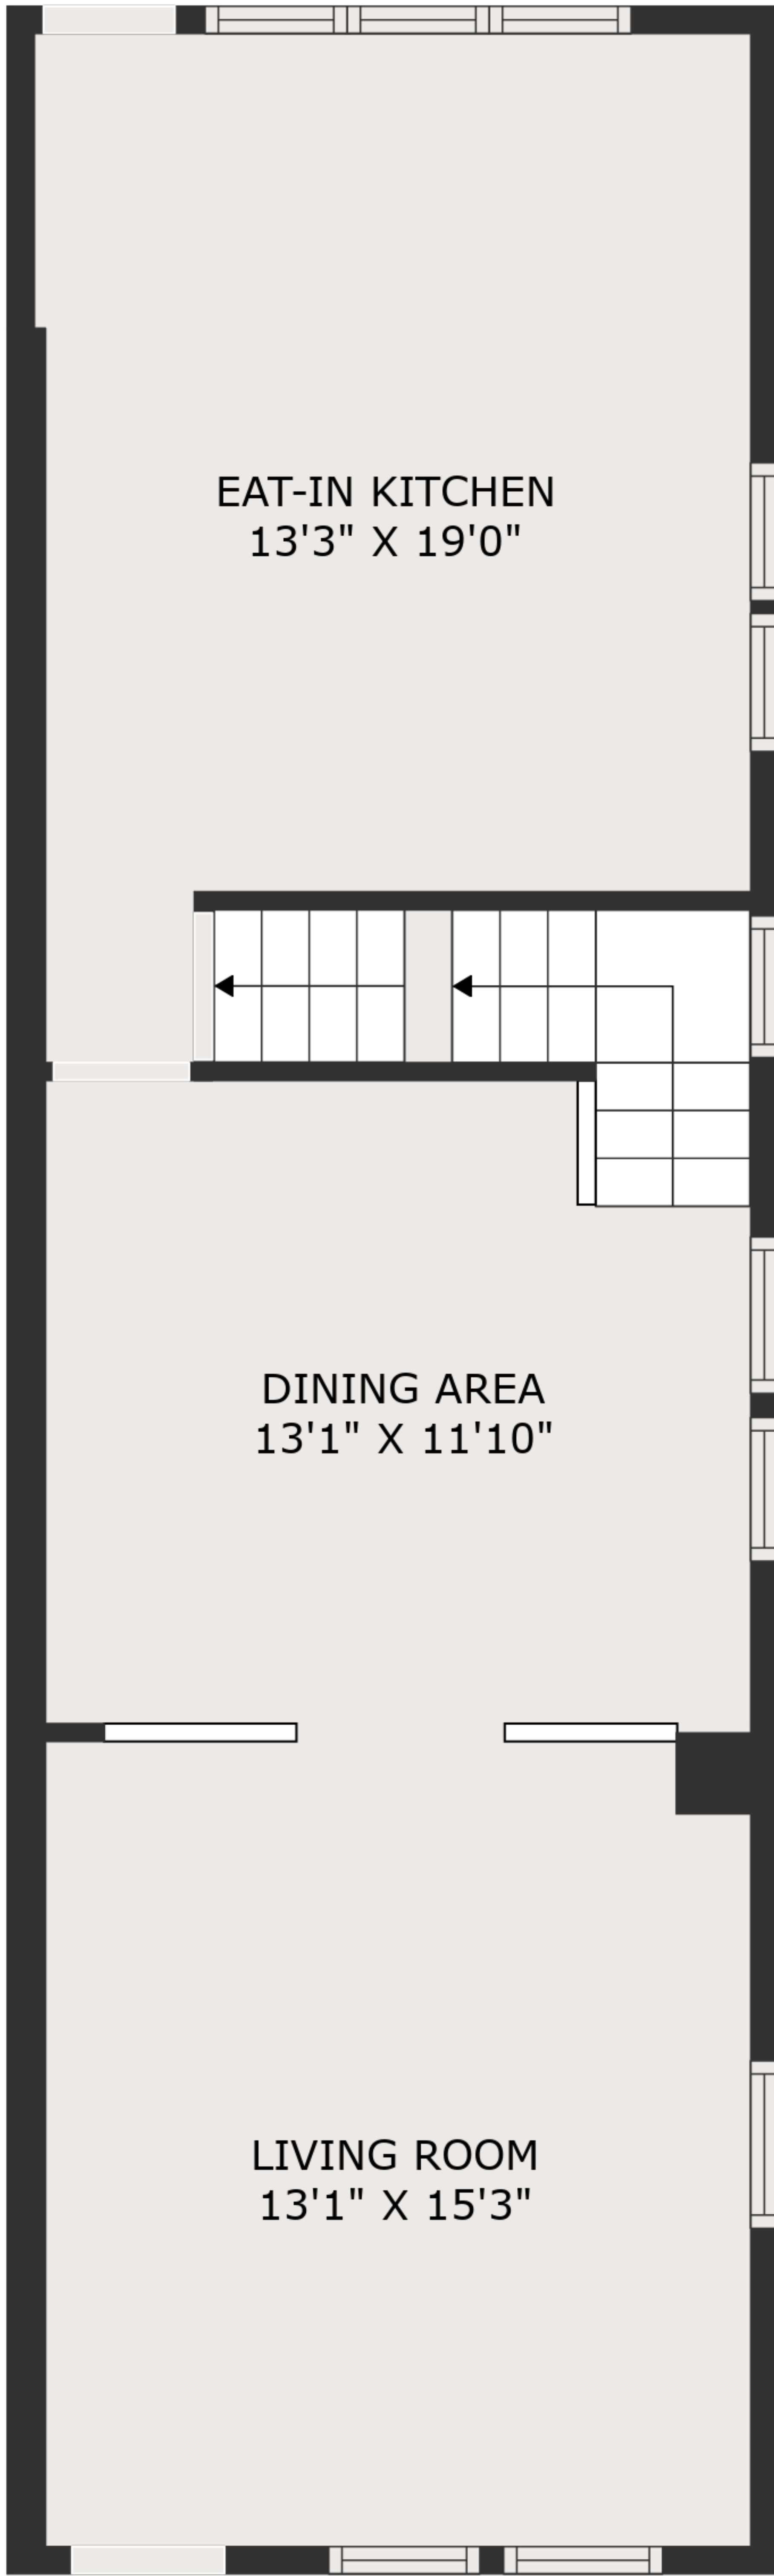 EAT-IN KITCHEN
13'3" X 19'0"
DINING AREA
13'1" X 11'10"
LIVING ROOM
13'1" X 15'3"